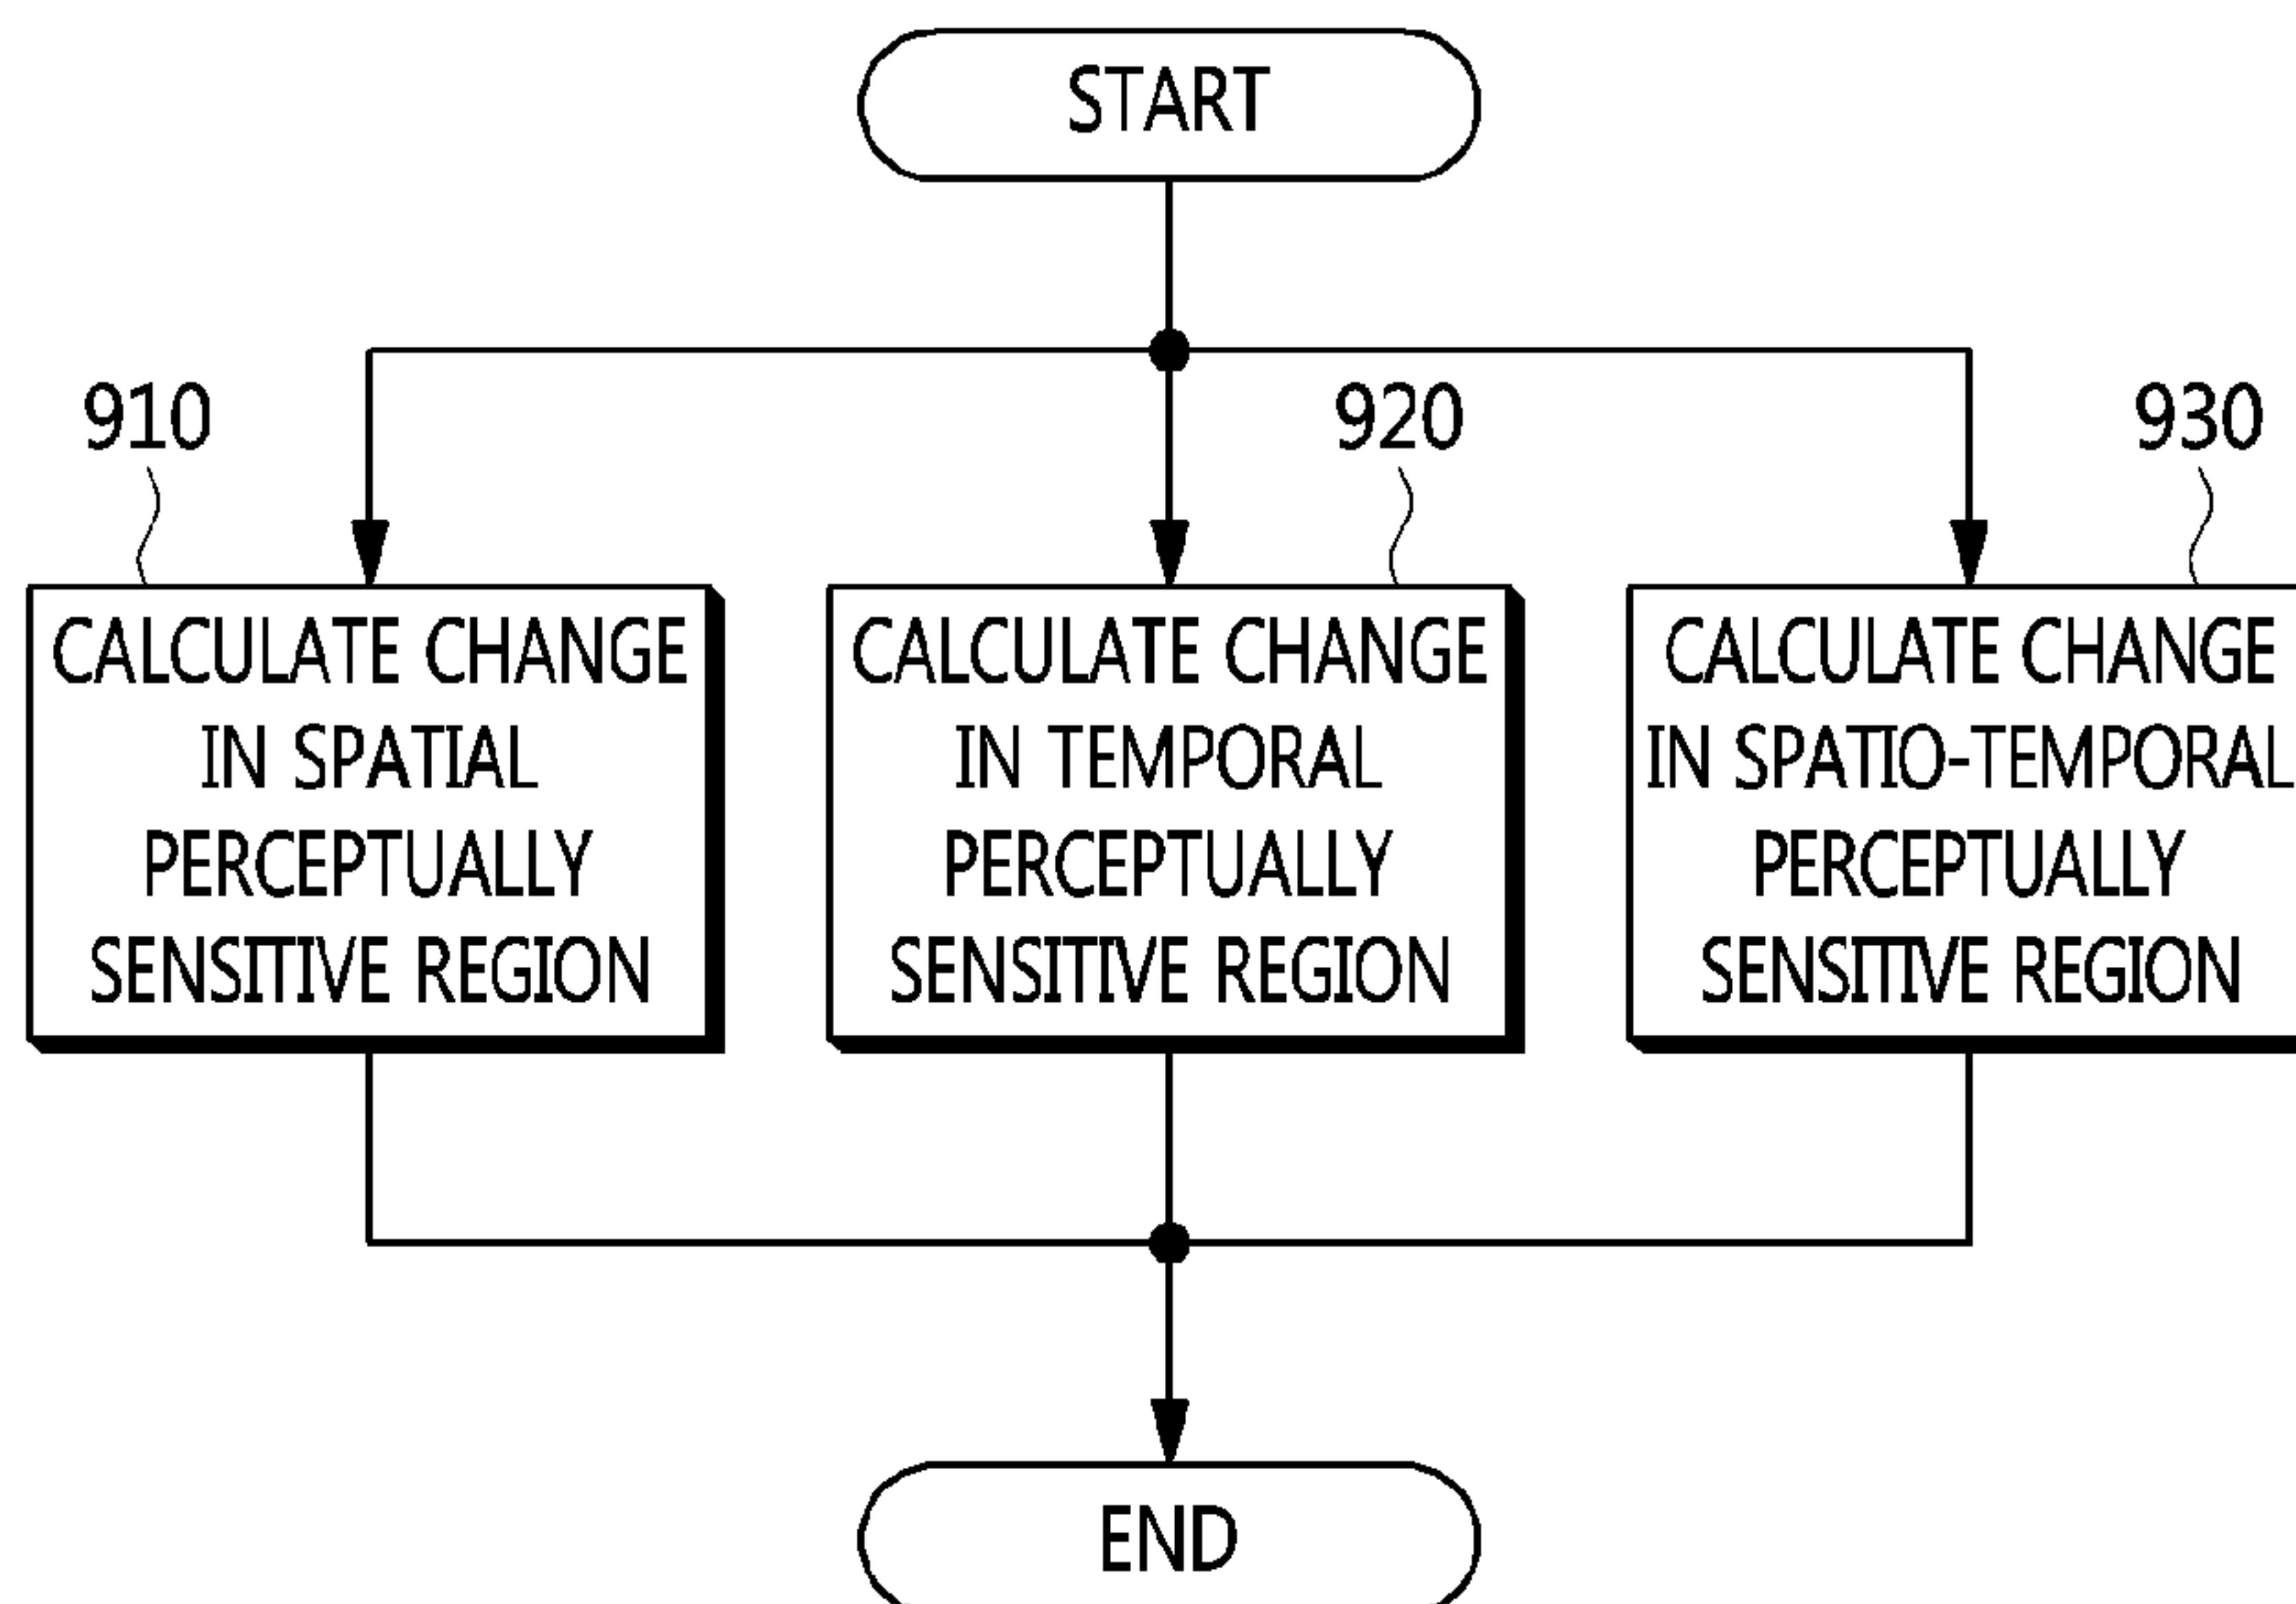 START
910
920
930
CALCULATE CHANGE
IN SPATIAL
PERCEPTUALLY
SENSITIVE REGION
CALCULATE CHANGE
IN TEMPORAL
PERCEPTUALLY
SENSITIVE REGION
CALCULATE CHANGE
IN SPATIO-TEMPORAL
PERCEPTUALLY
SENSITIVE REGION
END